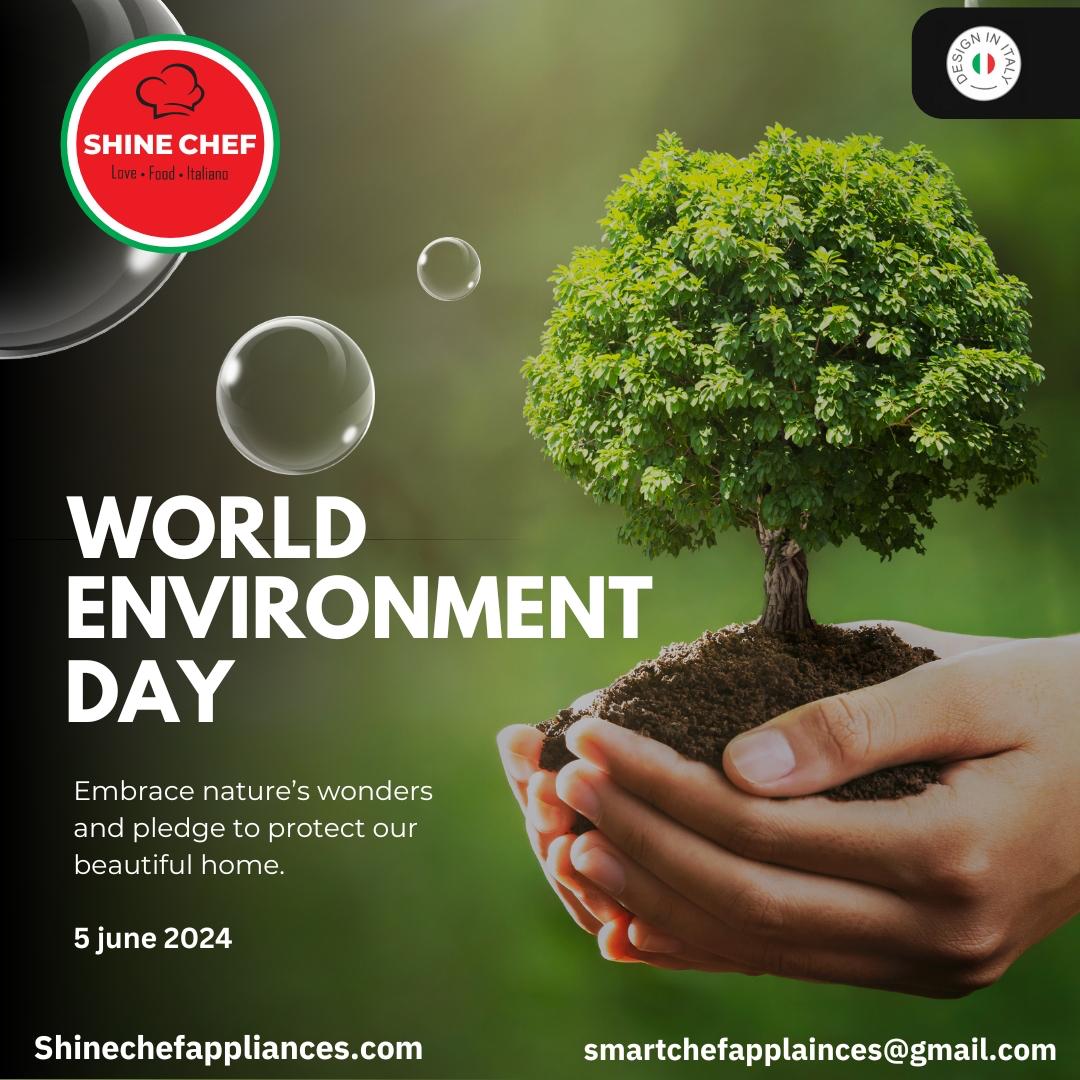 SHINE CHEF
Love • Food • Italiano
DESIGN IN ITALY
WORLD
ENVIRONMENT
DAY
Embrace nature’s wonders
and pledge to protect our
beautiful home.
5 june 2024
Shinechefappliances.com
smartchefapplainces@gmail.com